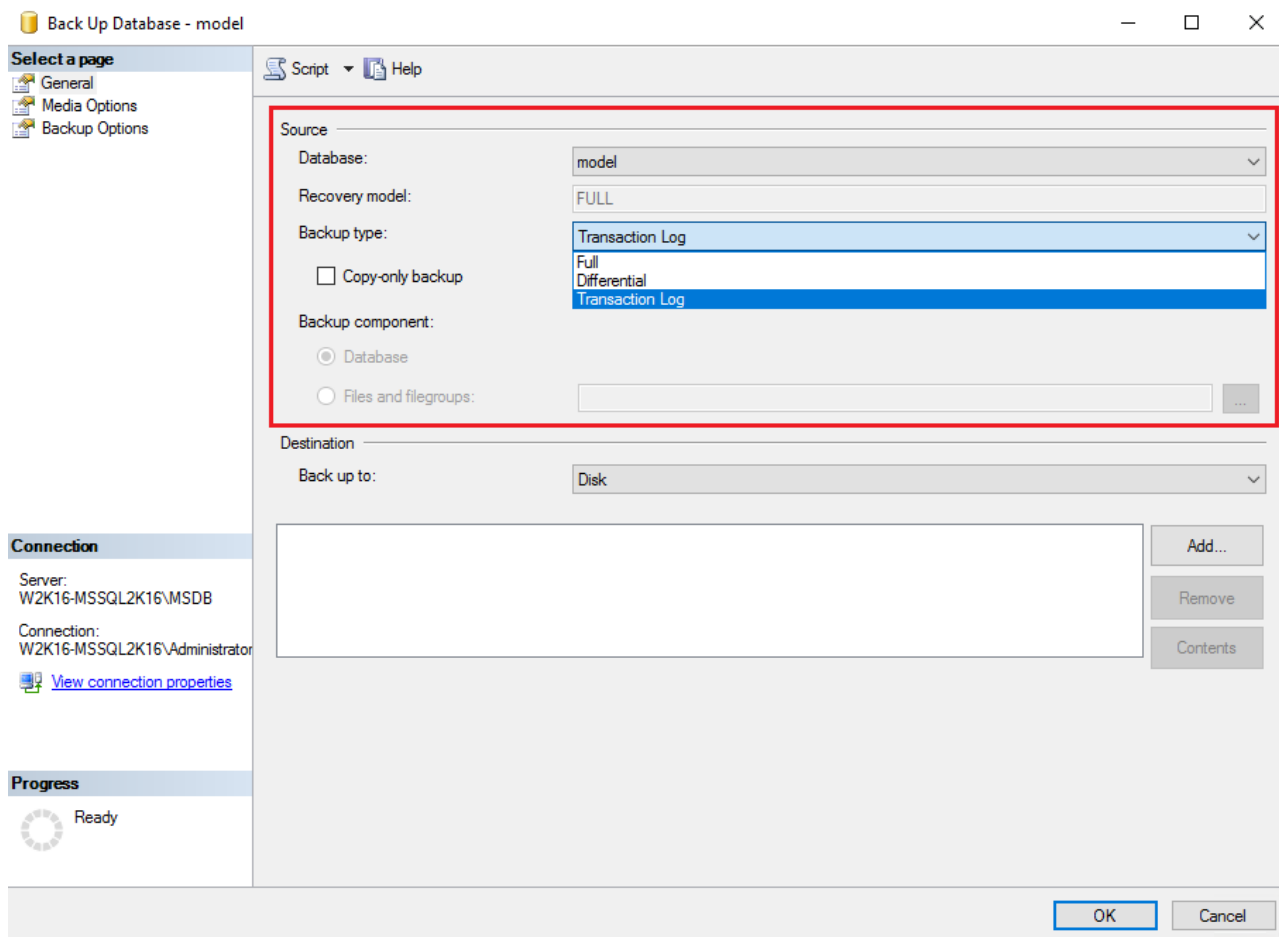 Back Up Database - model
Select a page
General
Media Options
Backup Options
Script
Help
Source
Database:
model
Recovery model:
FULL
Backup type:
Transaction Log
Full
Differential
Transaction Log
Copy-only backup
Backup component:
Database
Files and filegroups:
...
Destination
Back up to:
Disk
Add...
Remove
Contents
Connection
Server:
W2K16-MSSQL2K16\MSDB
Connection:
W2K16-MSSQL2K16\Administrator
View connection properties
Progress
Ready
OK
Cancel